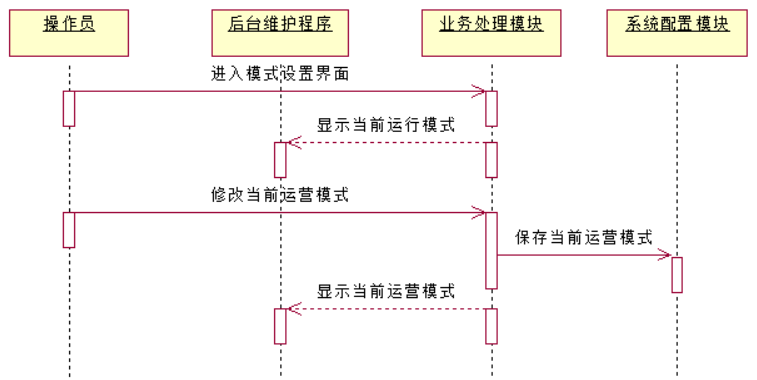 操作员
后台维护程序
业务处理模块
系统配置模块
进入模式设置界面
显示当前运行模式
修改当前运营模式
保存当前运营模式
显示当前运营模式